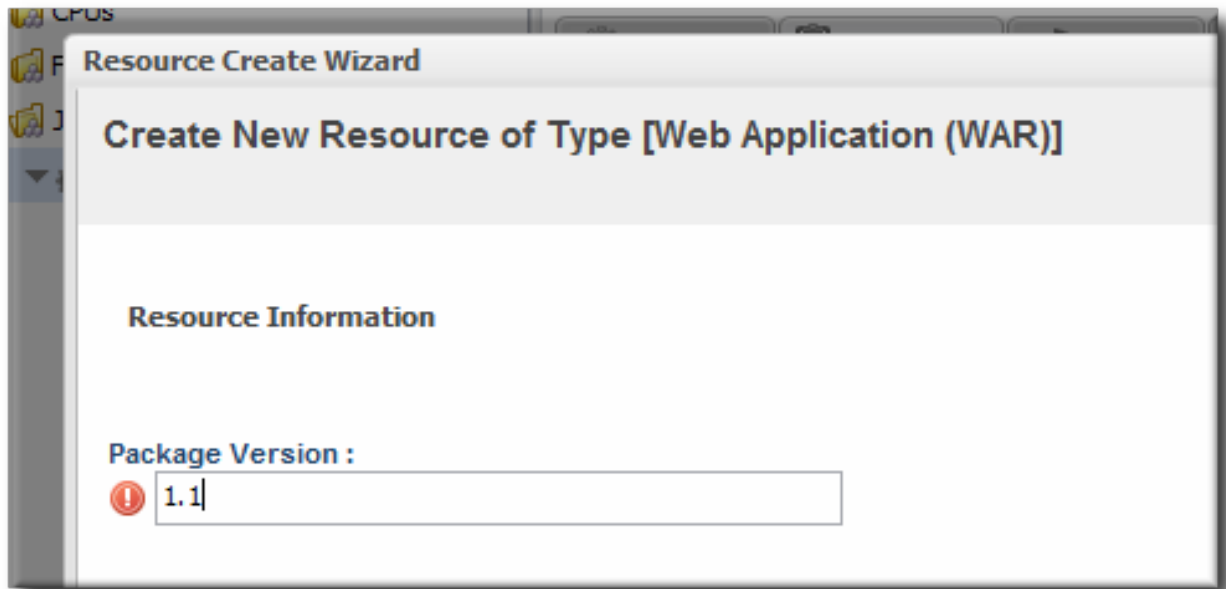 CPUs
F
Resource Create Wizard
J
Create New Resource of Type [Web Application (WAR)]
Resource Information
Package Version :
1.1